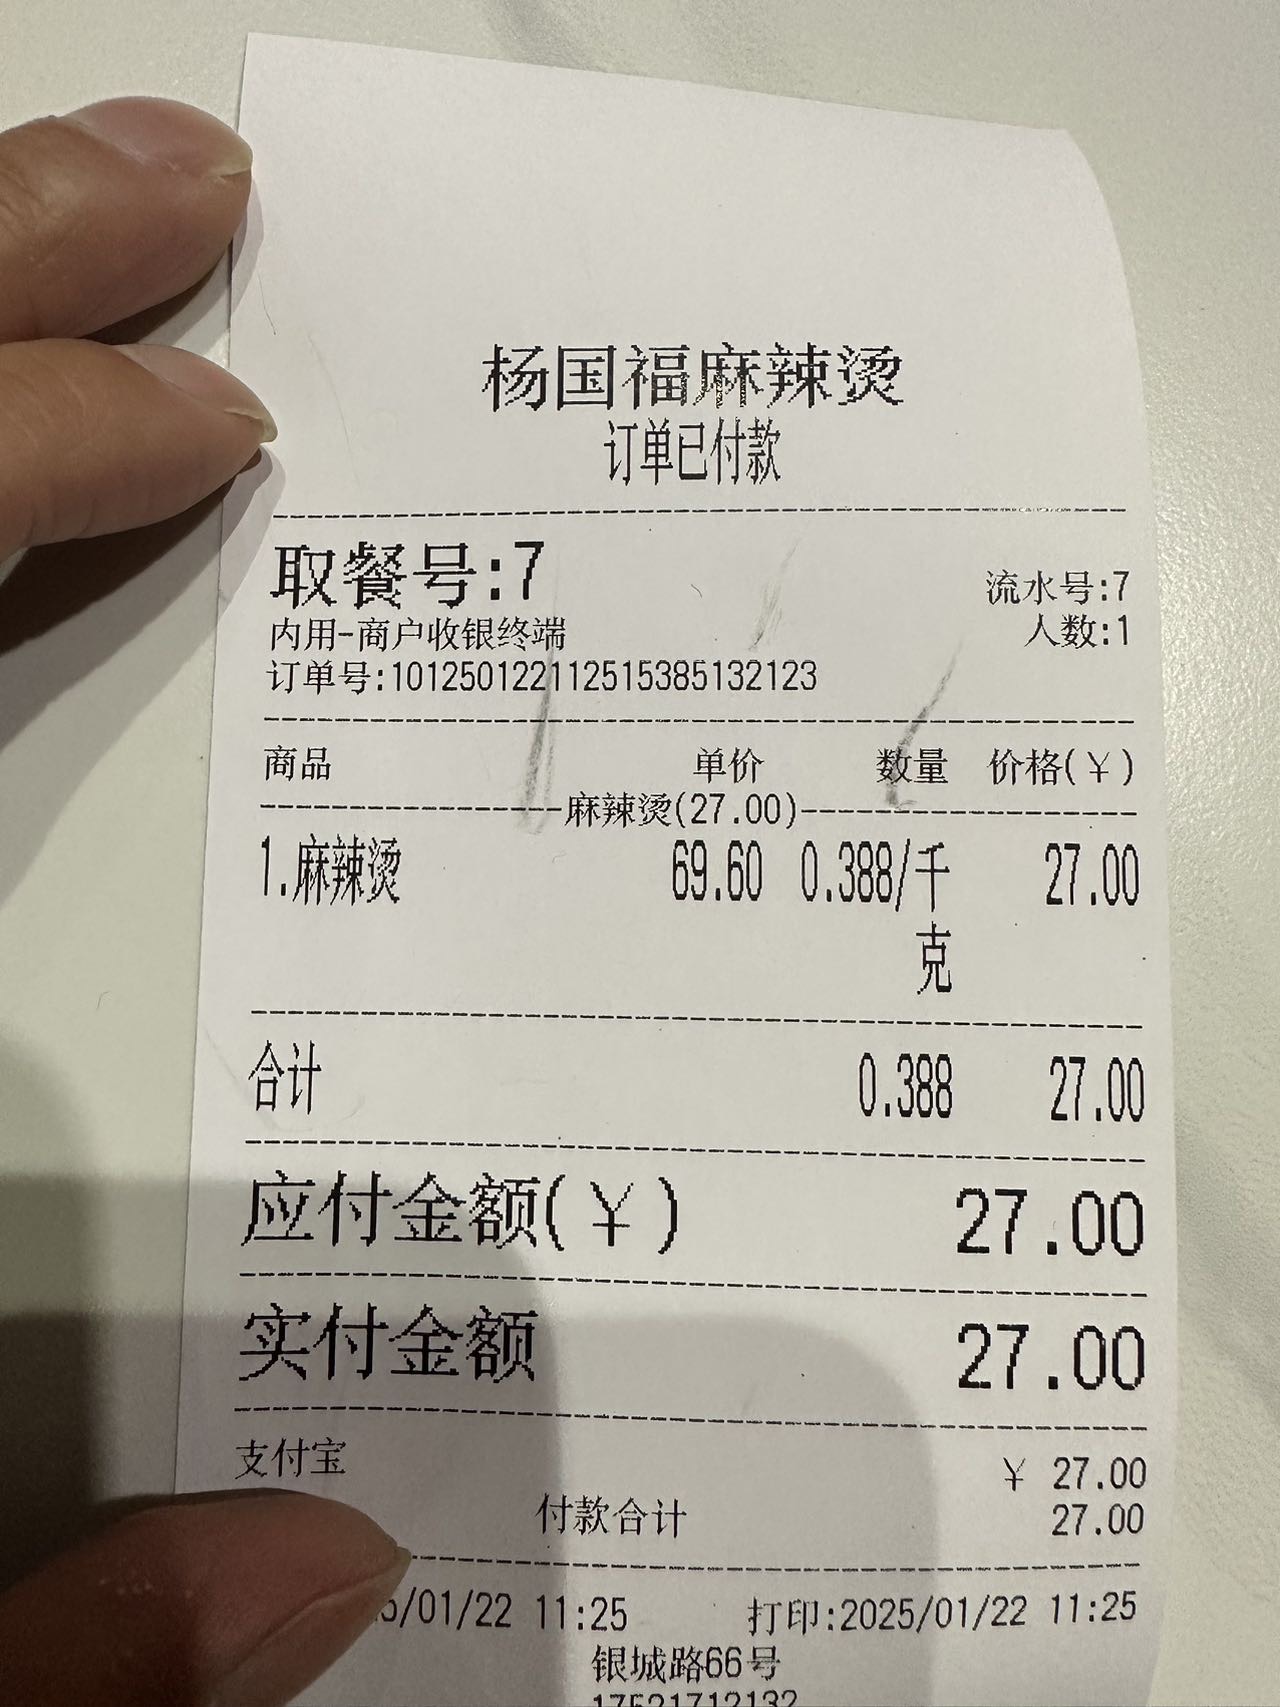 杨国福麻辣烫
订单已付款
取餐号:7
流水号:7
内用-商户收银终端
人数:1
订单号:101250122112515385132123
商品 单价 数量 价格(¥)
麻辣烫(27.00)
1.麻辣烫 69.60 0.388/千克 27.00
合计 0.388 27.00
应付金额(¥) 27.00
实付金额 27.00
支付宝 ¥ 27.00
付款合计 27.00
5/01/22 11:25 打印:2025/01/22 11:25
银城路66号
17521712132